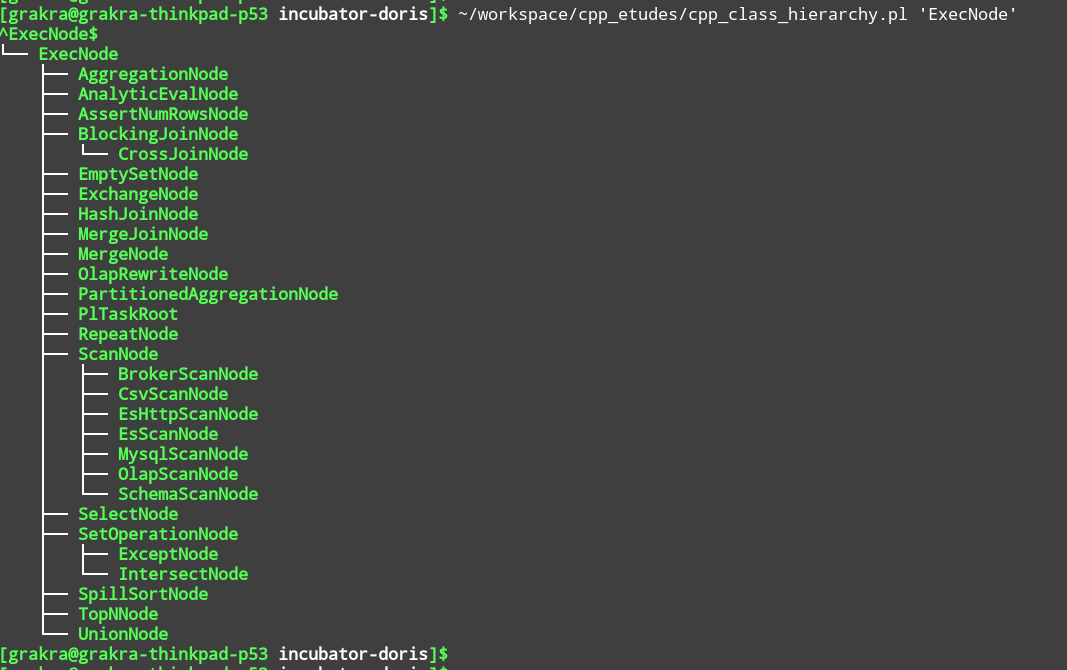 [grakra@grakra-thinkpad-p53 incubator-doris]$ ~/workspace/cpp_etudes/cpp_class_hierarchy.pl 'ExecNode'
^ExecNode$
└── ExecNode
    ├── AggregationNode
    ├── AnalyticEvalNode
    ├── AssertNumRowsNode
    ├── BlockingJoinNode
    │   └── CrossJoinNode
    ├── EmptySetNode
    ├── ExchangeNode
    ├── HashJoinNode
    ├── MergeJoinNode
    ├── MergeNode
    ├── OlapRewriteNode
    ├── PartitionedAggregationNode
    ├── PlTaskRoot
    ├── RepeatNode
    ├── ScanNode
    │   ├── BrokerScanNode
    │   ├── CsvScanNode
    │   ├── EsHttpScanNode
    │   ├── EsScanNode
    │   ├── MysqlScanNode
    │   ├── OlapScanNode
    │   └── SchemaScanNode
    ├── SelectNode
    ├── SetOperationNode
    │   ├── ExceptNode
    │   └── IntersectNode
    ├── SpillSortNode
    ├── TopNNode
    └── UnionNode
[grakra@grakra-thinkpad-p53 incubator-doris]$